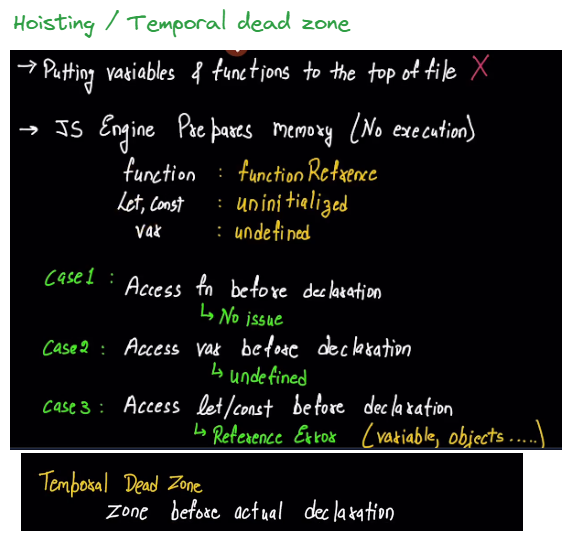 Hoisting / Temporal dead zone
→ Putting variables & functions to the top of file X
→ JS Engine Prepares memory (No execution)
function : function Refrence
Let, Const : uninitialized
var : undefined
Case 1 : Access fn before declaration
↳ No issue
Case 2 : Access var before declaration
↳ undefined
Case 3 : Access let/const before declaration
↳ Reference Error (variable, objects .....)
Temporal Dead Zone
Zone before actual declaration